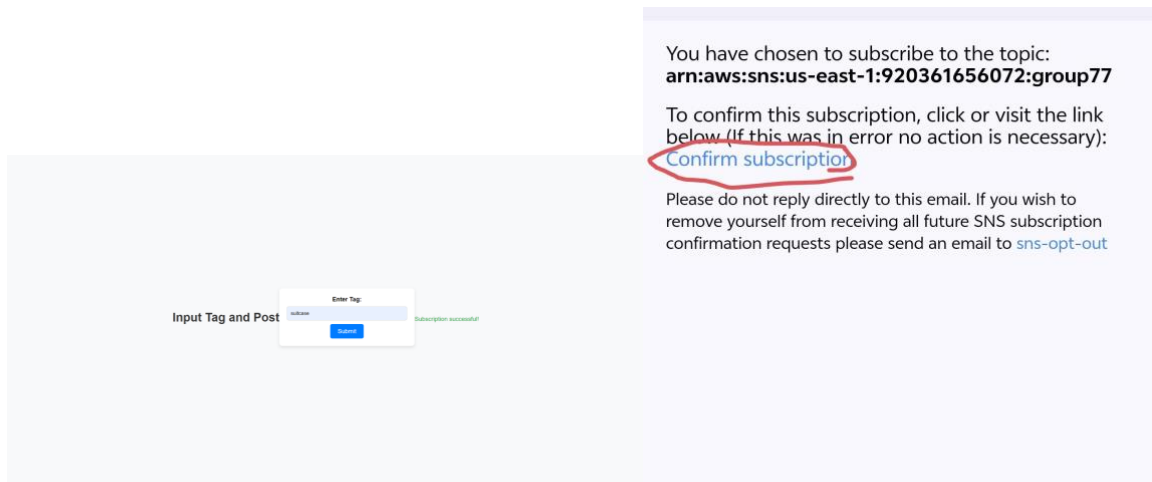 Input Tag and Post
Enter Tag:
suitcase
Submit
Subscription successful!
You have chosen to subscribe to the topic:
arn:aws:sns:us-east-1:920361656072:group77
To confirm this subscription, click or visit the link
below (If this was in error no action is necessary):
Confirm subscription
Please do not reply directly to this email. If you wish to
remove yourself from receiving all future SNS subscription
confirmation requests please send an email to sns-opt-out